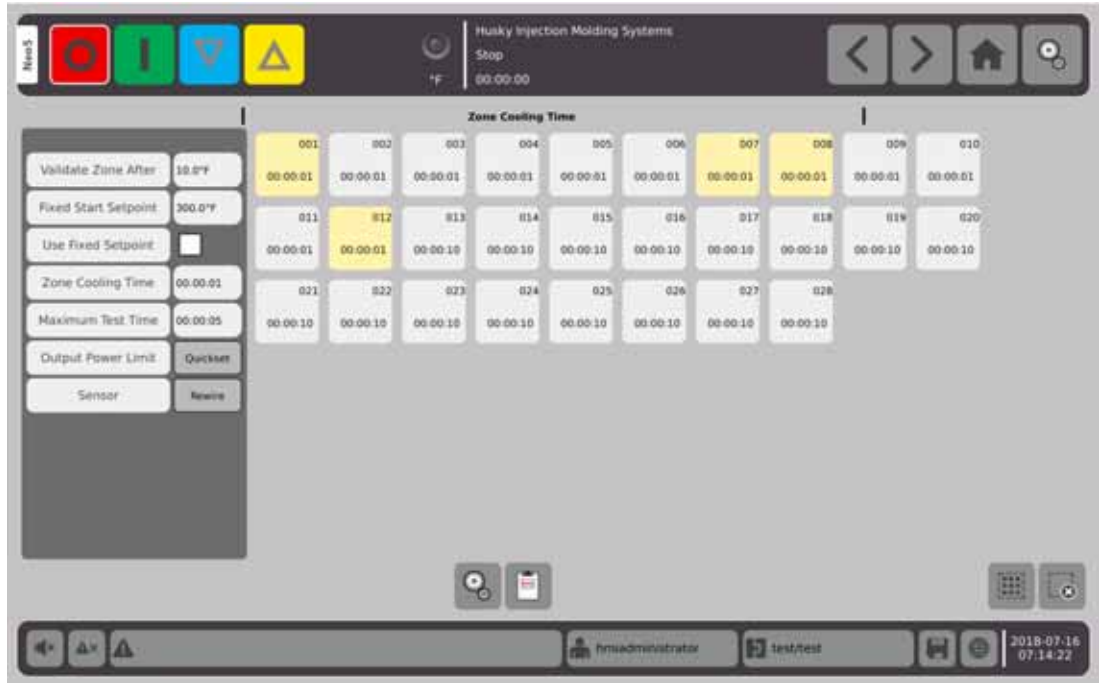 Neo5
Husky Injection Molding Systems
Stop
°F
00:00:00
Zone Cooling Time
Validate Zone After 10.0°F
Fixed Start Setpoint 300.0°F
Use Fixed Setpoint
Zone Cooling Time 00:00:01
Maximum Test Time 00:00:05
Output Power Limit Quickset
Sensor Rewire
001 002 003 004 005 006 007 008 009 010
00:00:01 00:00:01 00:00:01 00:00:01 00:00:01 00:00:01 00:00:01 00:00:01 00:00:01 00:00:01
011 012 013 014 015 016 017 018 019 020
00:00:01 00:00:01 00:00:10 00:00:10 00:00:10 00:00:10 00:00:10 00:00:10 00:00:10 00:00:10
021 022 023 024 025 026 027 028
00:00:10 00:00:10 00:00:10 00:00:10 00:00:10 00:00:10 00:00:10 00:00:10
hmiadministrator
test/test
2018-07-16
07:14:22